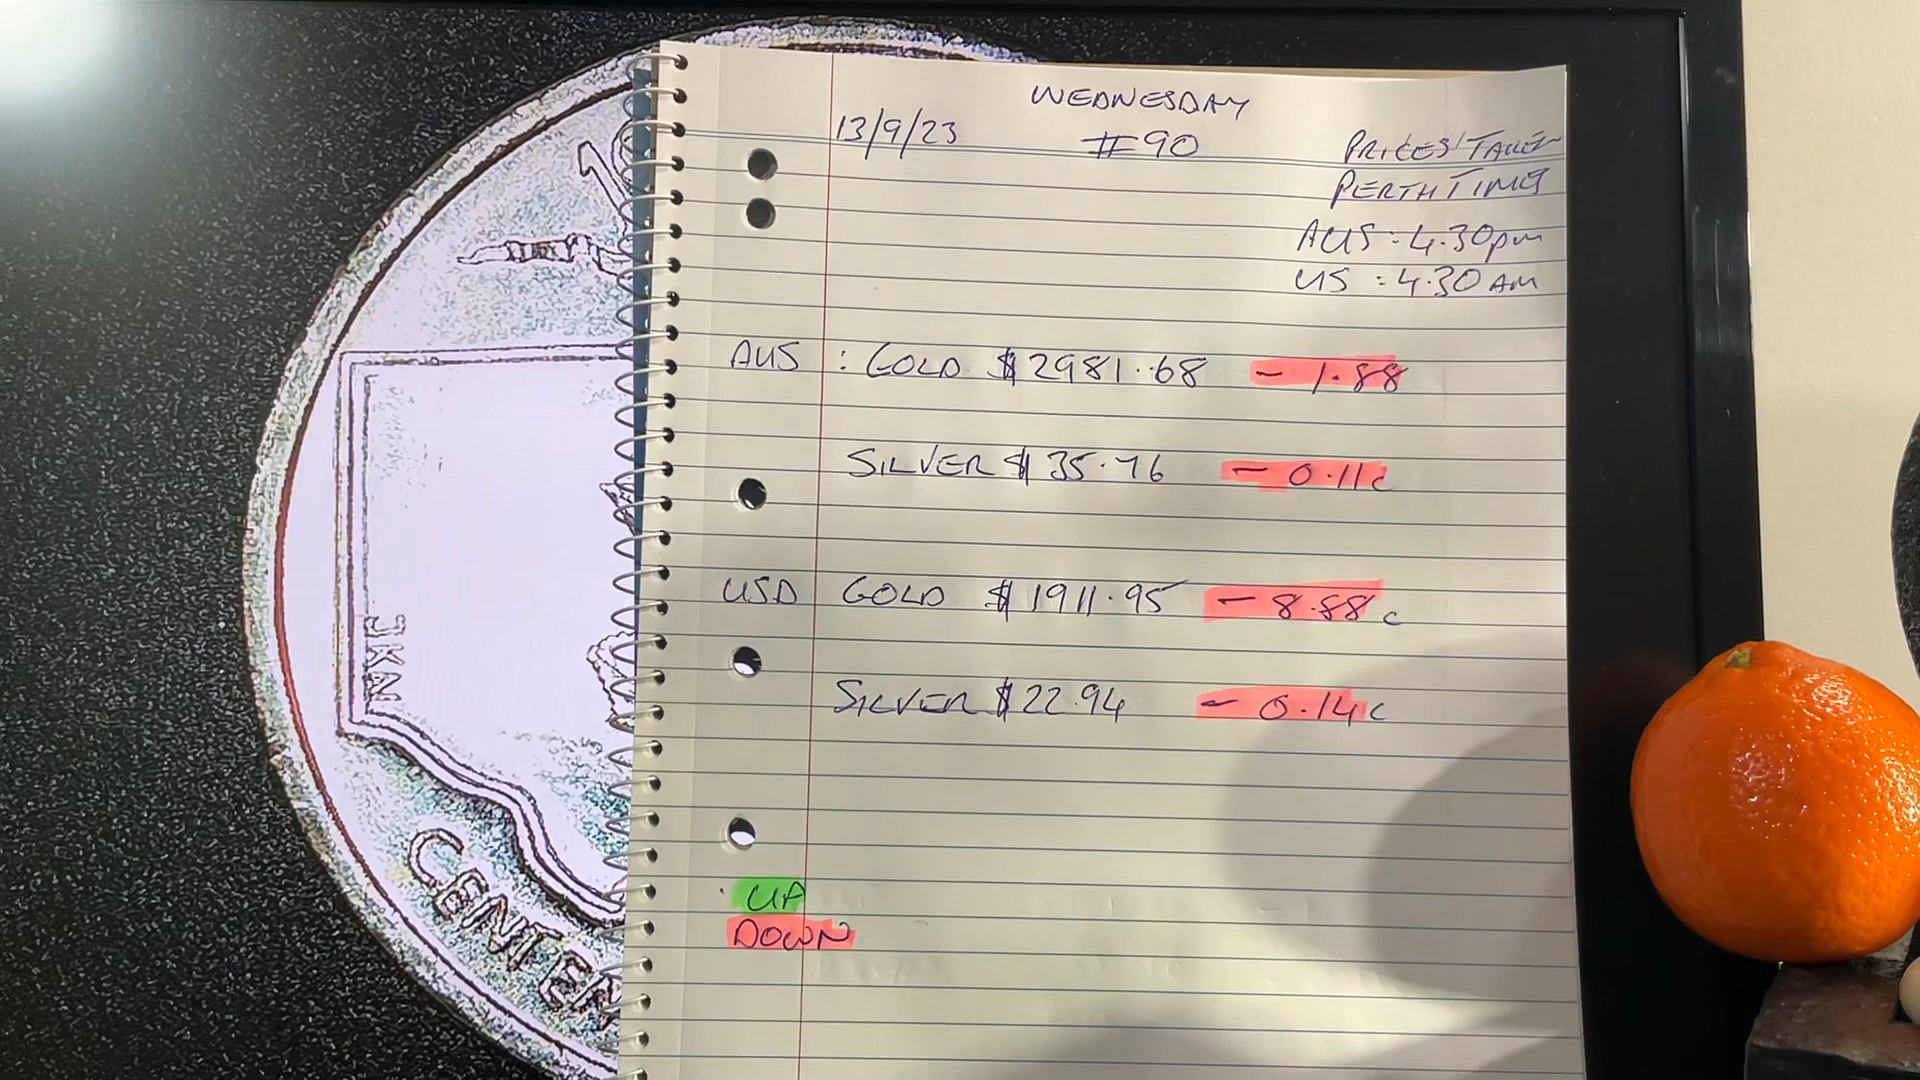 WEDNESDAY
13/9/23 #90
PRICES TAKEN
PERTH TIME
AUS : 4.30pm
US : 4.30 AM
AUS : GOLD $2981.68 - 1.88
SILVER $35.76 - 0.11c
USD GOLD $1911.95 - 8.88c
SILVER $22.94 - 0.14c
UP
DOWN
JKN
CENTEN